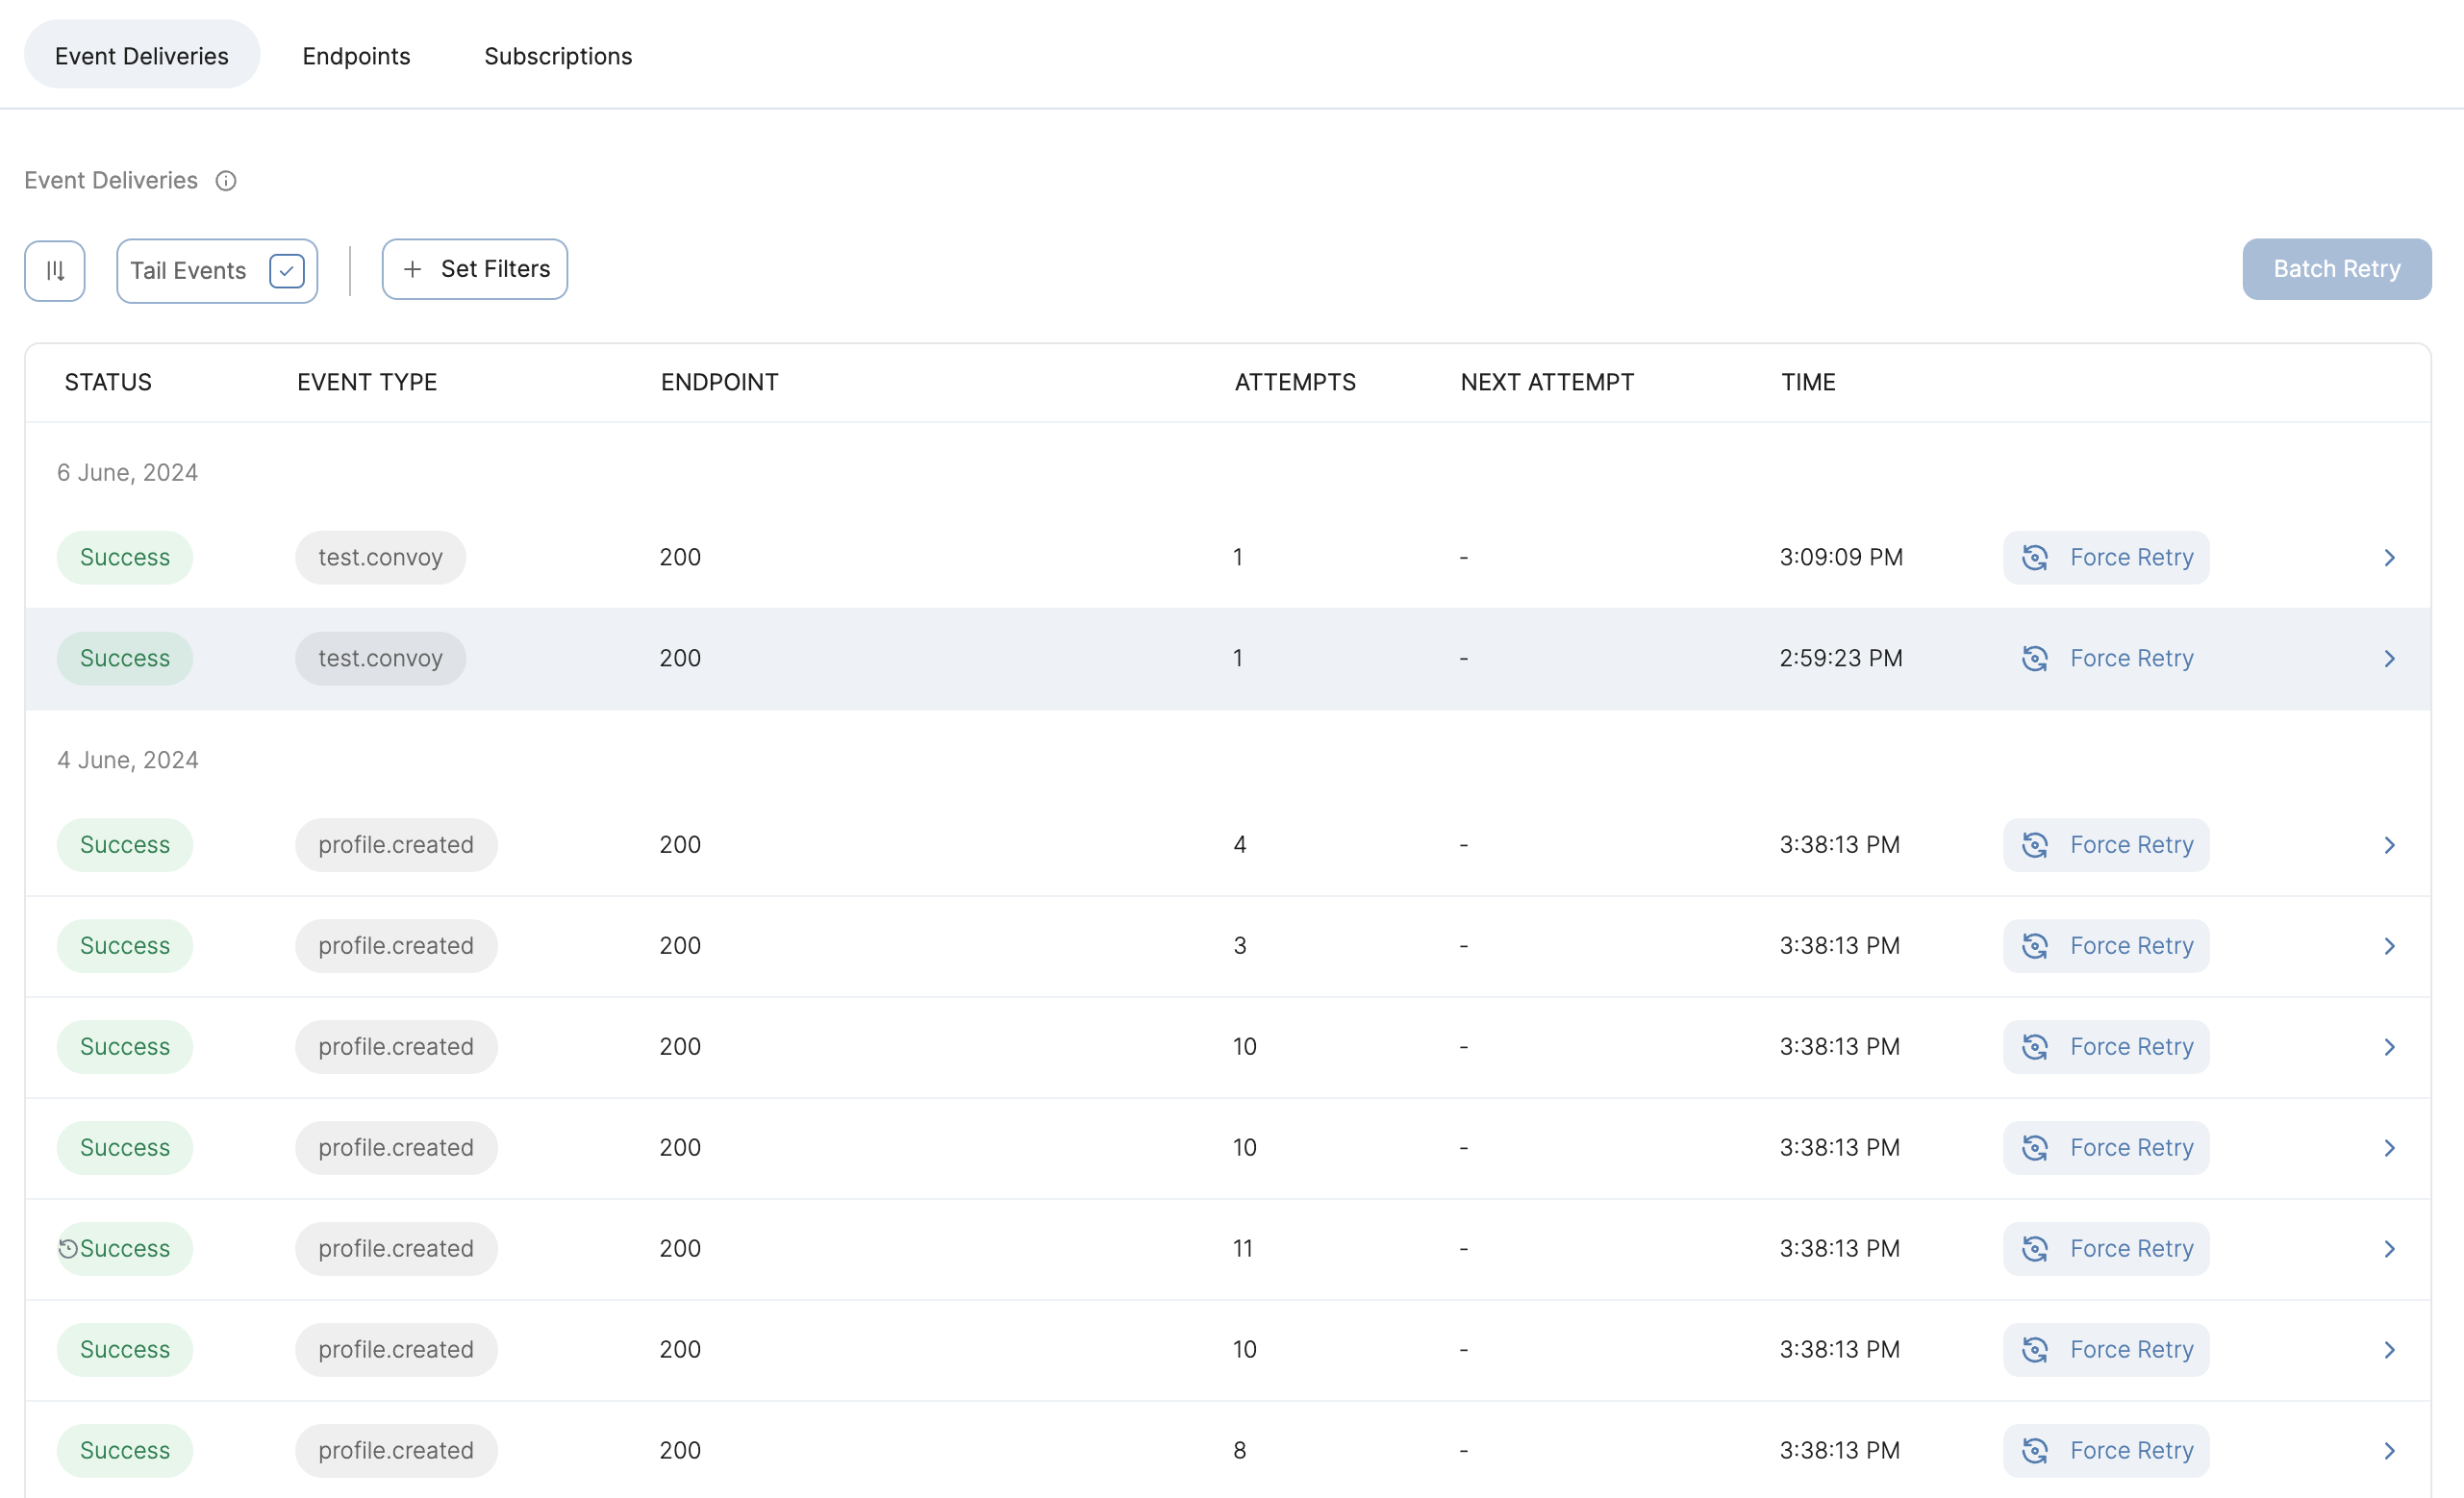 Event Deliveries Endpoints Subscriptions
Event Deliveries
Tail Events Set Filters Batch Retry
STATUS EVENT TYPE ENDPOINT ATTEMPTS NEXT ATTEMPT TIME
6 June, 2024
Success test.convoy 200 1 - 3:09:09 PM Force Retry
Success test.convoy 200 1 - 2:59:23 PM Force Retry
4 June, 2024
Success profile.created 200 4 - 3:38:13 PM Force Retry
Success profile.created 200 3 - 3:38:13 PM Force Retry
Success profile.created 200 10 - 3:38:13 PM Force Retry
Success profile.created 200 10 - 3:38:13 PM Force Retry
Success profile.created 200 11 - 3:38:13 PM Force Retry
Success profile.created 200 10 - 3:38:13 PM Force Retry
Success profile.created 200 8 - 3:38:13 PM Force Retry